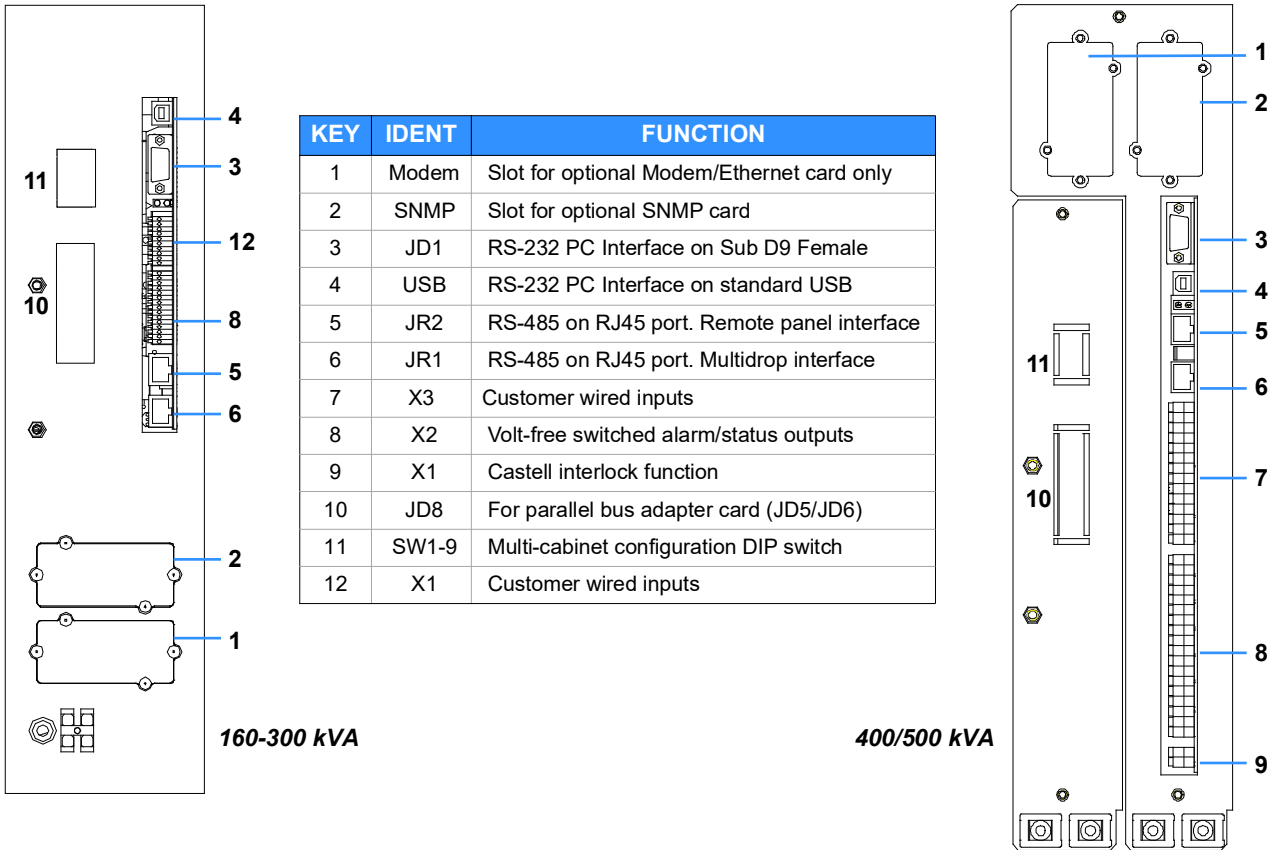 4
3
11
12
10
8
5
6
2
1
160-300 kVA
KEY IDENT FUNCTION
1 Modem Slot for optional Modem/Ethernet card only
2 SNMP Slot for optional SNMP card
3 JD1 RS-232 PC Interface on Sub D9 Female
4 USB RS-232 PC Interface on standard USB
5 JR2 RS-485 on RJ45 port. Remote panel interface
6 JR1 RS-485 on RJ45 port. Multidrop interface
7 X3 Customer wired inputs
8 X2 Volt-free switched alarm/status outputs
9 X1 Castell interlock function
10 JD8 For parallel bus adapter card (JD5/JD6)
11 SW1-9 Multi-cabinet configuration DIP switch
12 X1 Customer wired inputs
1
2
3
4
5
11
6
7
10
8
9
400/500 kVA